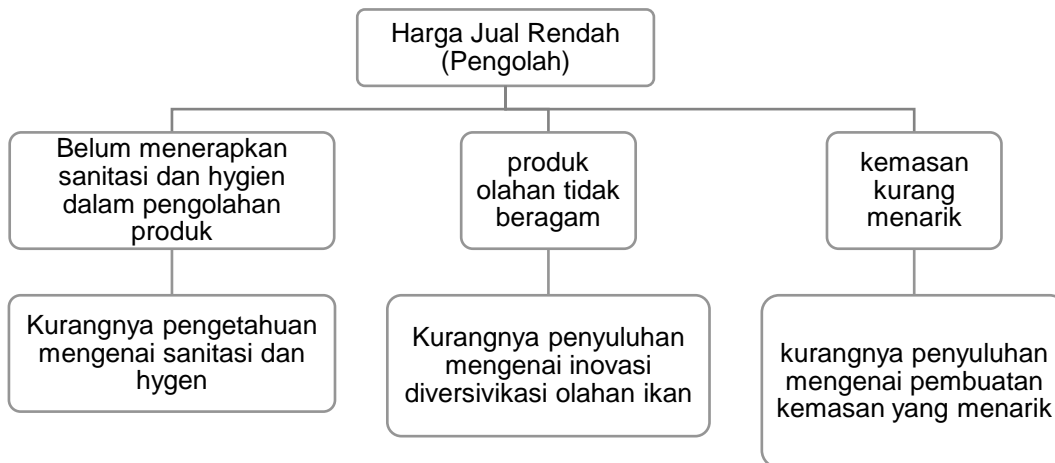 Harga Jual Rendah
(Pengolah)
Belum menerapkan
sanitasi dan hygien
dalam pengolahan
produk
produk
olahan tidak
beragam
kemasan
kurang
menarik
Kurangnya pengetahuan
mengenai sanitasi dan
hygen
Kurangnya penyuluhan
mengenai inovasi
diversivikasi olahan ikan
kurangnya penyuluhan
mengenai pembuatan
kemasan yang menarik